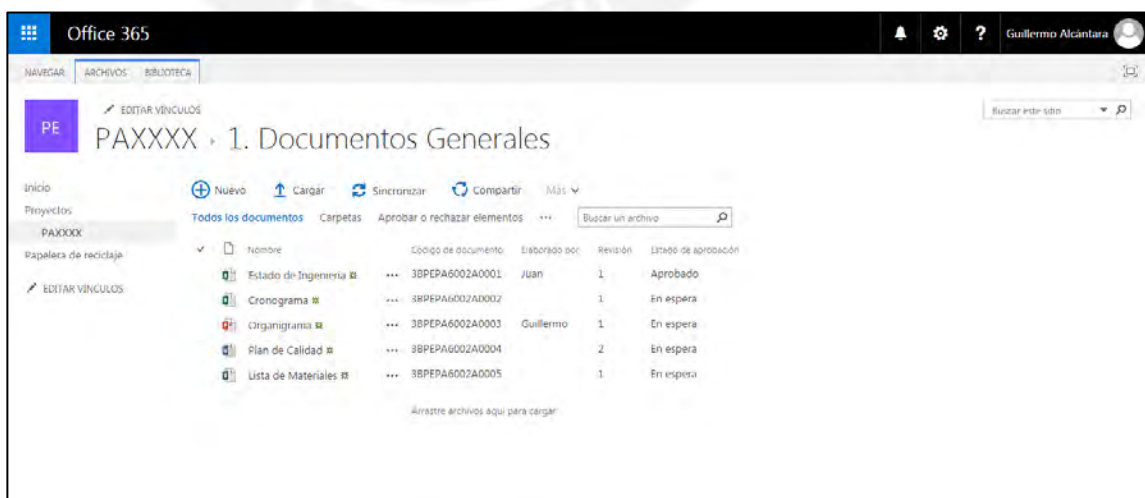 Office 365 ? Guillermo Alcántara
NAVEGAR ARCHIVOS BIBLIOTECA
EDITAR VÍNCULOS Buscar este sitio
PE PAXXXX › 1. Documentos Generales
Inicio
Proyectos
PAXXXX
Papelera de reciclaje
EDITAR VÍNCULOS
Nuevo Cargar Sincronizar Compartir Más
Todos los documentos Carpetas Aprobar o rechazar elementos ··· Buscar un archivo
Nombre Código de documento Elaborado por Revisión Estado de aprobación
Estado de Ingeniería ··· 3BPEPA6002A0001 Juan 1 Aprobado
Cronograma ··· 3BPEPA6002A0002 1 En espera
Organigrama ··· 3BPEPA6002A0003 Guillermo 1 En espera
Plan de Calidad ··· 3BPEPA6002A0004 2 En espera
Lista de Materiales ··· 3BPEPA6002A0005 1 En espera
Arrastre archivos aquí para cargar